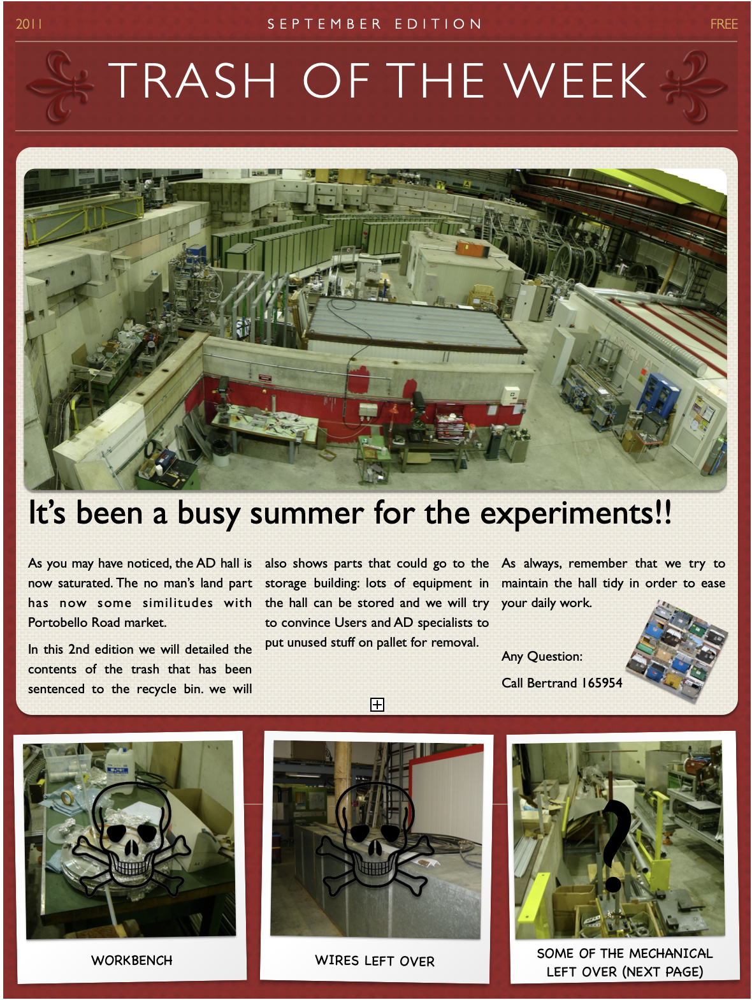 2011
SEPTEMBER EDITION
FREE
TRASH OF THE WEEK
It's been a busy summer for the experiments!!
As you may have noticed, the AD hall is
now saturated. The no man's land part
has now some similitudes with
Portobello Road market.
In this 2nd edition we will detailed the
contents of the trash that has been
sentenced to the recycle bin. we will
also shows parts that could go to the
storage building: lots of equipment in
the hall can be stored and we will try
to convince Users and AD specialists to
put unused stuff on pallet for removal.
As always, remember that we try to
maintain the hall tidy in order to ease
your daily work.
Any Question:
Call Bertrand 165954
WORKBENCH
WIRES LEFT OVER
?
SOME OF THE MECHANICAL
LEFT OVER (NEXT PAGE)